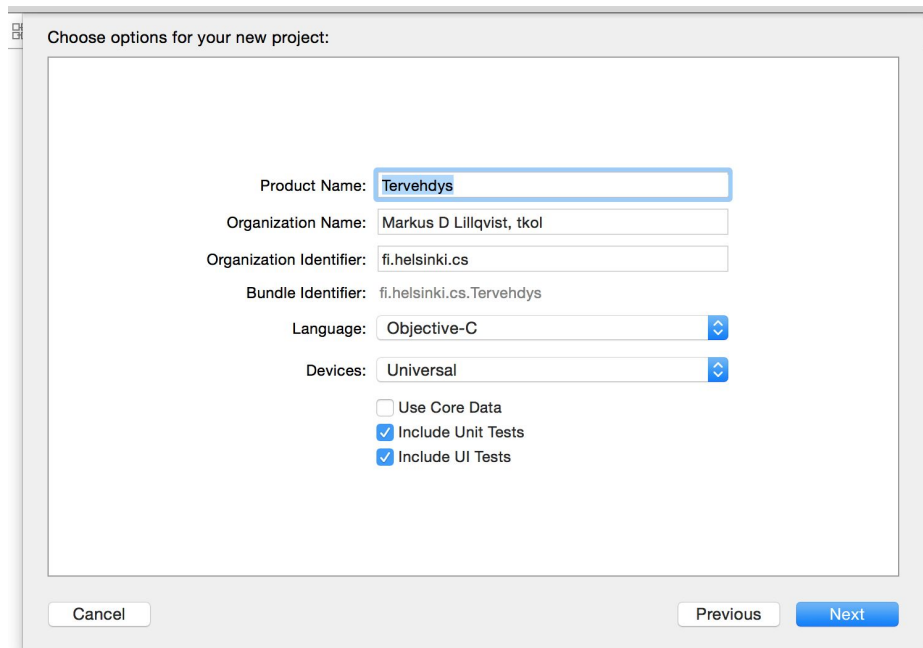 Choose options for your new project:
Product Name: Tervehdys
Organization Name: Markus D Lillqvist, tkol
Organization Identifier: fi.helsinki.cs
Bundle Identifier: fi.helsinki.cs.Tervehdys
Language: Objective-C
Devices: Universal
Use Core Data
Include Unit Tests
Include UI Tests
Cancel Previous Next